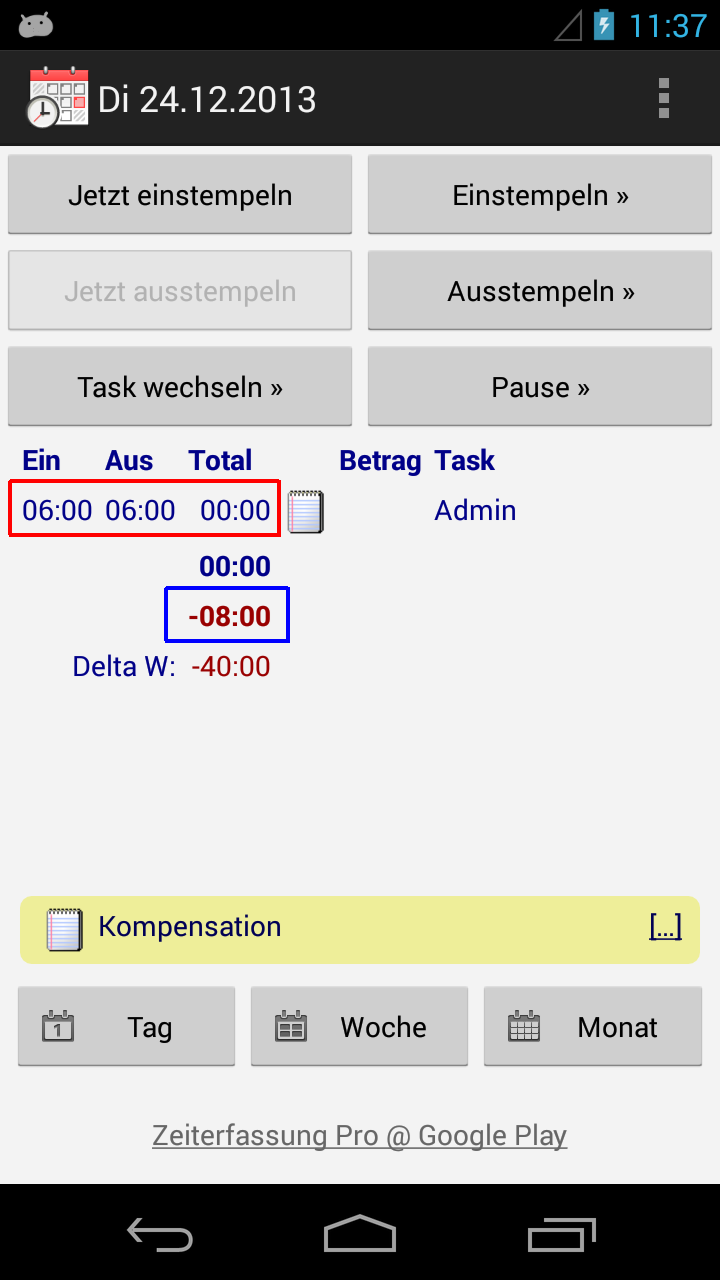 11:37
Di 24.12.2013
Jetzt einstempeln Einstempeln »
Jetzt ausstempeln Ausstempeln »
Task wechseln » Pause »
Ein Aus Total Betrag Task
06:00 06:00 00:00 Admin
00:00
-08:00
Delta W: -40:00
Kompensation [...]
1 Tag Woche Monat
Zeiterfassung Pro @ Google Play